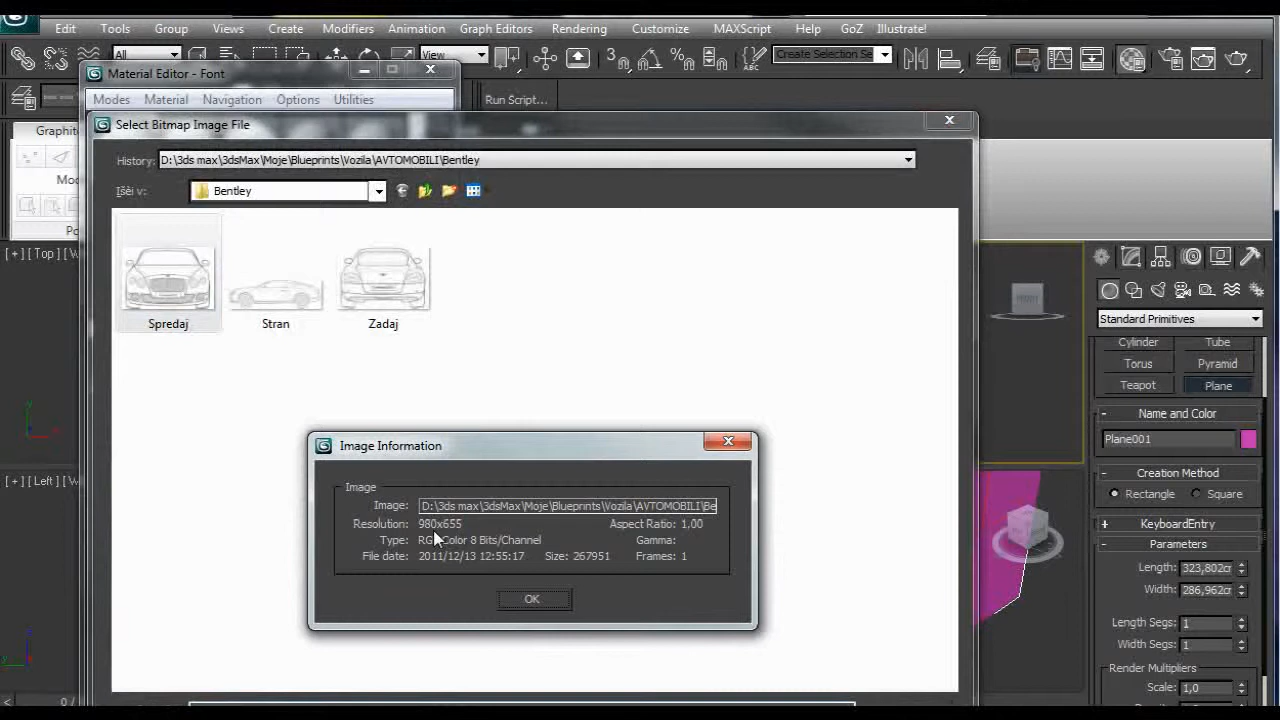 Edit Tools Group Views Create Modifiers Animation Graph Editors Rendering Customize MAXScript Help GoZ Illustrate!
All View 3 Create Selection Se
Material Editor - Font
Modes Material Navigation Options Utilities Run Script...
Select Bitmap Image File
Graphite
History: D:\3ds max\3dsMax\Moje\Blueprints\Vozila\AVTOMOBILI\Bentley
Išči v: Bentley
[ + ] [ Top ]
Spredaj Stran Zadaj
FRONT
Standard Primitives
Cylinder Tube
Torus Pyramid
Teapot Plane
- Name and Color
Plane001
- Creation Method
Rectangle Square
+ KeyboardEntry
- Parameters
Length: 323,802cm
Width: 286,962cm
Length Segs: 1
Width Segs: 1
Render Multipliers
Scale: 1,0
[ + ] [ Left ]
Image Information
Image
Image: D:\3ds max\3dsMax\Moje\Blueprints\Vozila\AVTOMOBILI\Be
Resolution: 980x655 Aspect Ratio: 1,00
Type: RGB Color 8 Bits/Channel Gamma:
File date: 2011/12/13 12:55:17 Size: 267951 Frames: 1
OK
0 /